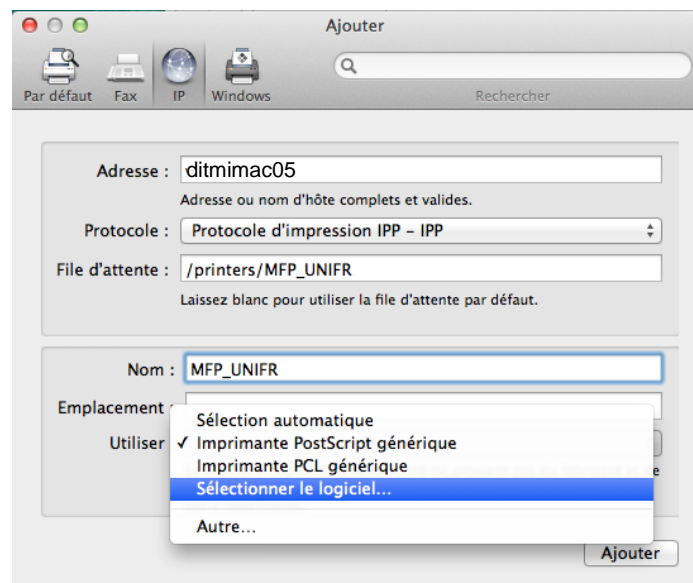 Ajouter
Par défaut Fax IP Windows Rechercher
Adresse : ditmimac05
Adresse ou nom d'hôte complets et valides.
Protocole : Protocole d'impression IPP – IPP
File d'attente : /printers/MFP_UNIFR
Laissez blanc pour utiliser la file d'attente par défaut.
Nom : MFP_UNIFR
Emplacement
Sélection automatique
Utiliser ✓ Imprimante PostScript générique
Imprimante PCL générique
Sélectionner le logiciel...
Autre...
Ajouter